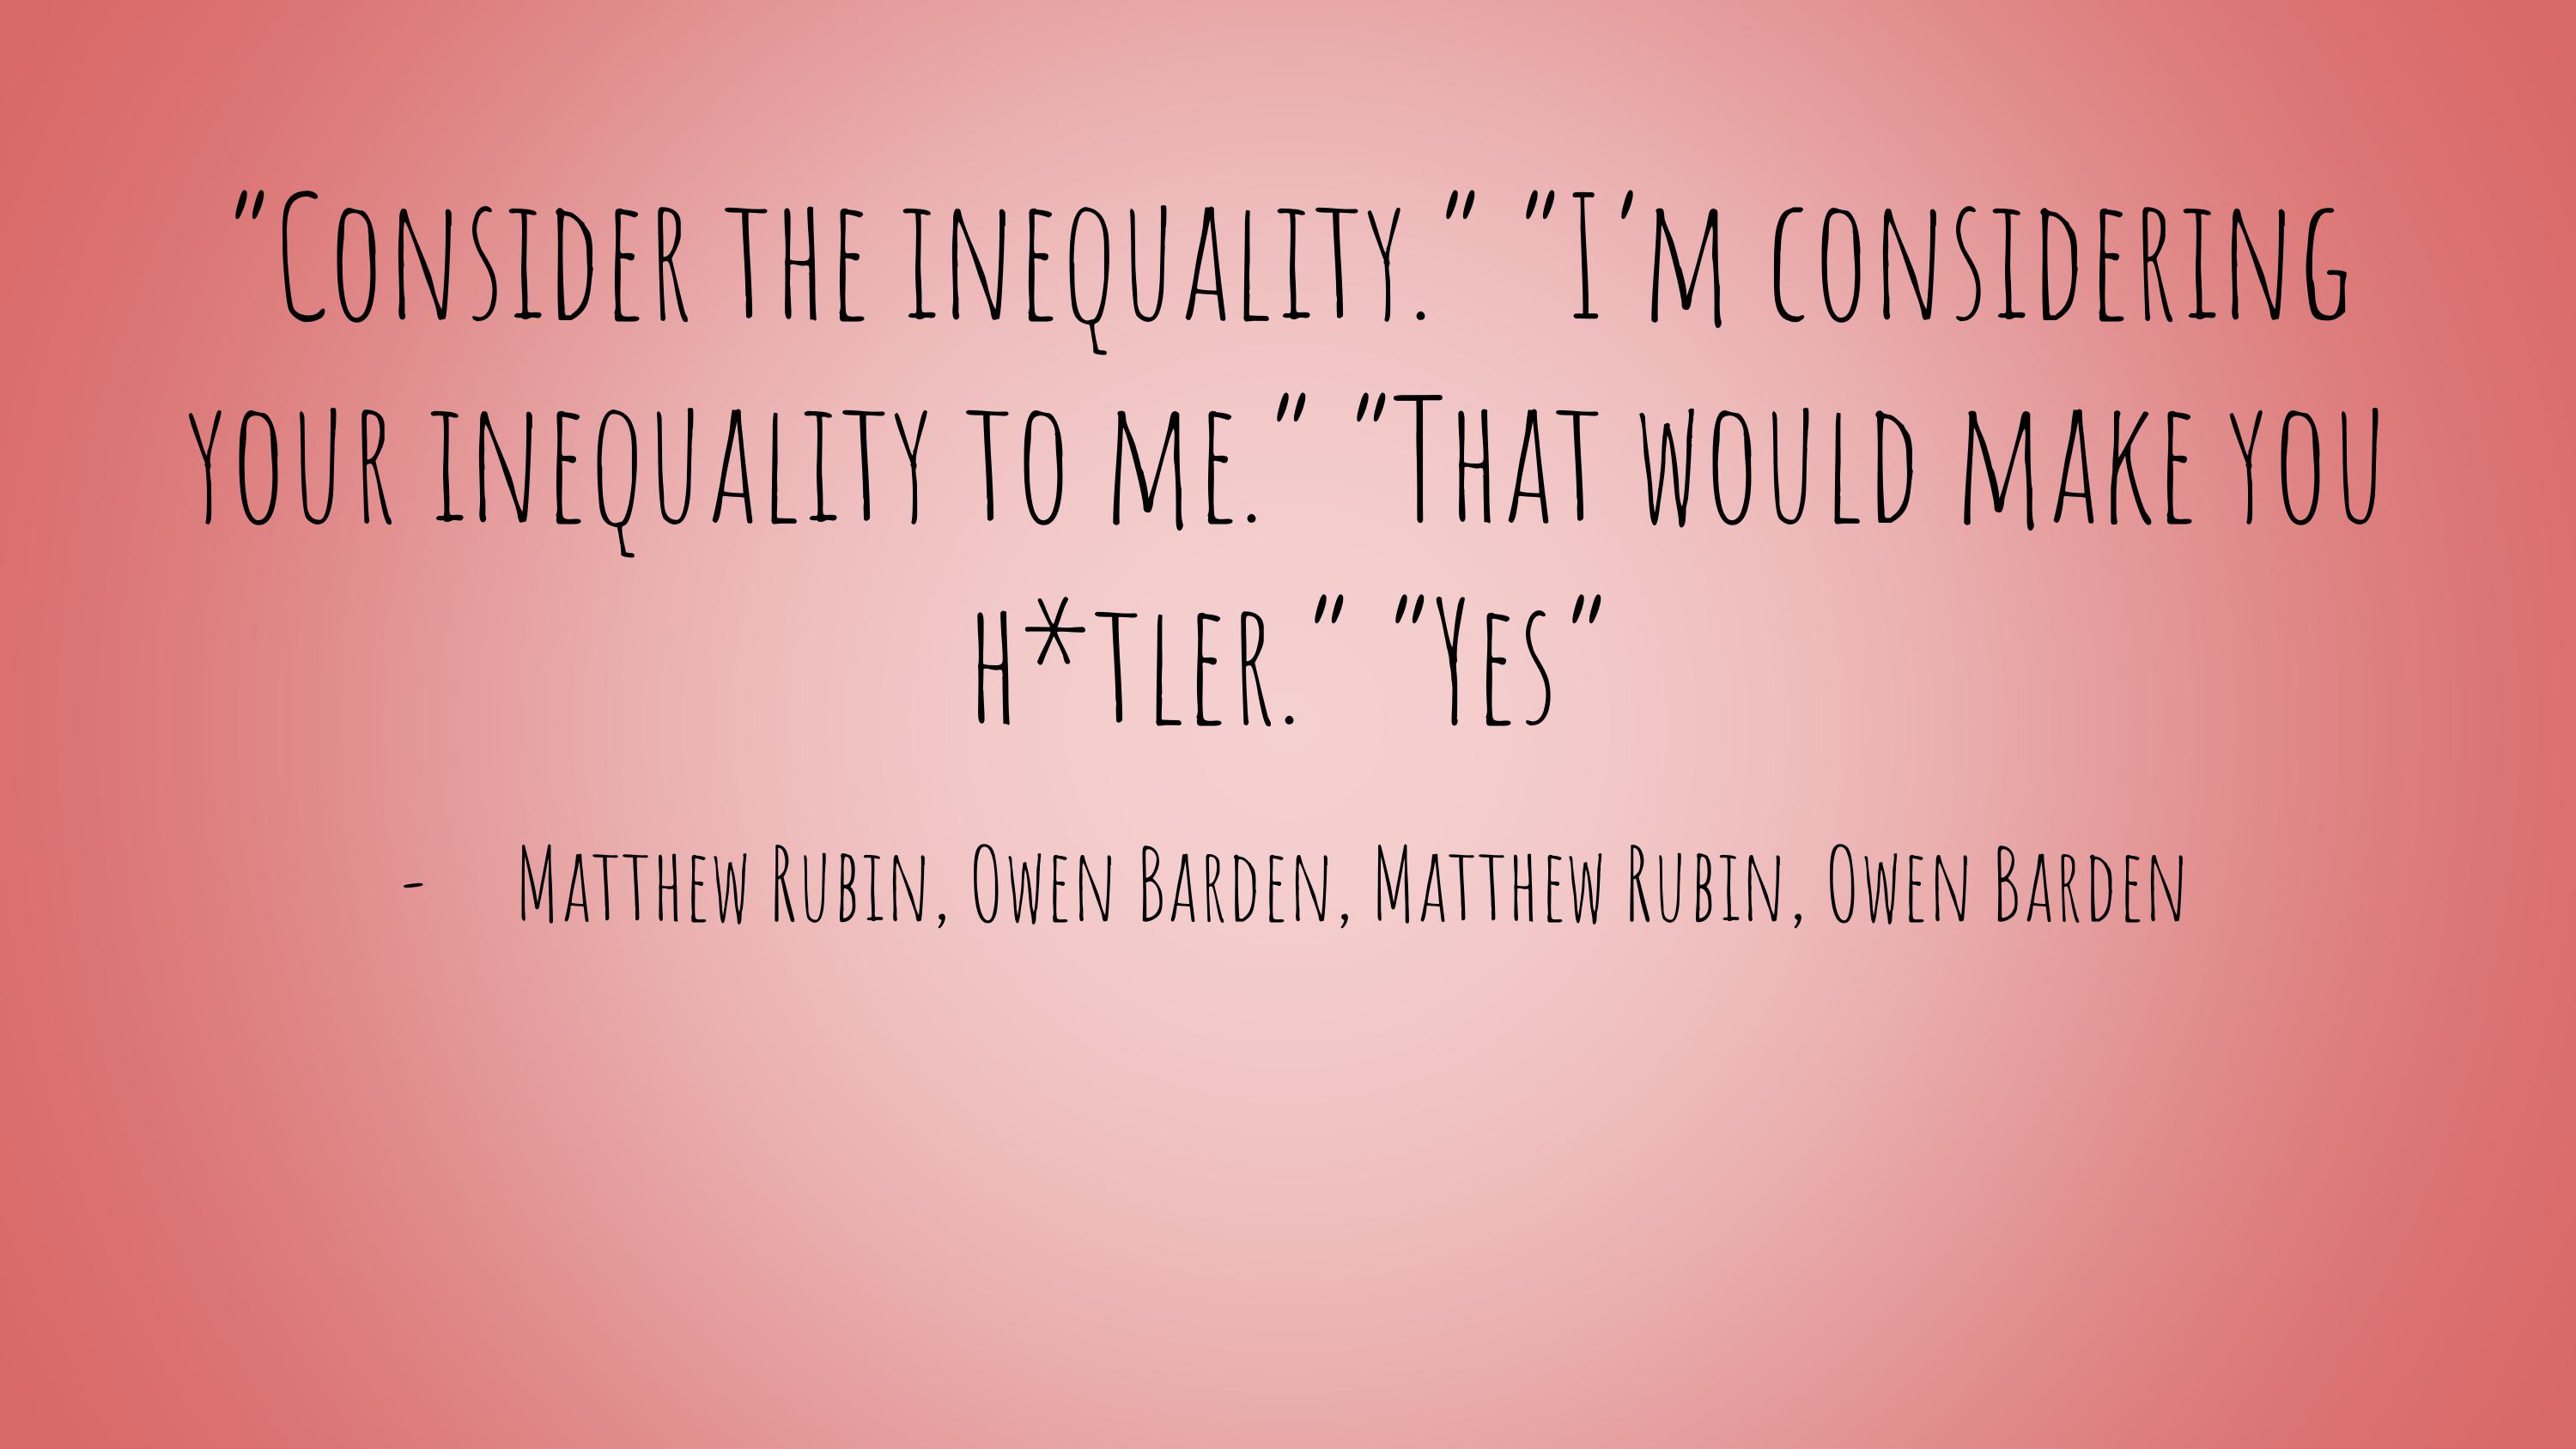 "Consider the inequality." "I'm considering
your inequality to me." "That would make you
h*tler." "Yes"
- Matthew Rubin, Owen Barden, Matthew Rubin, Owen Barden